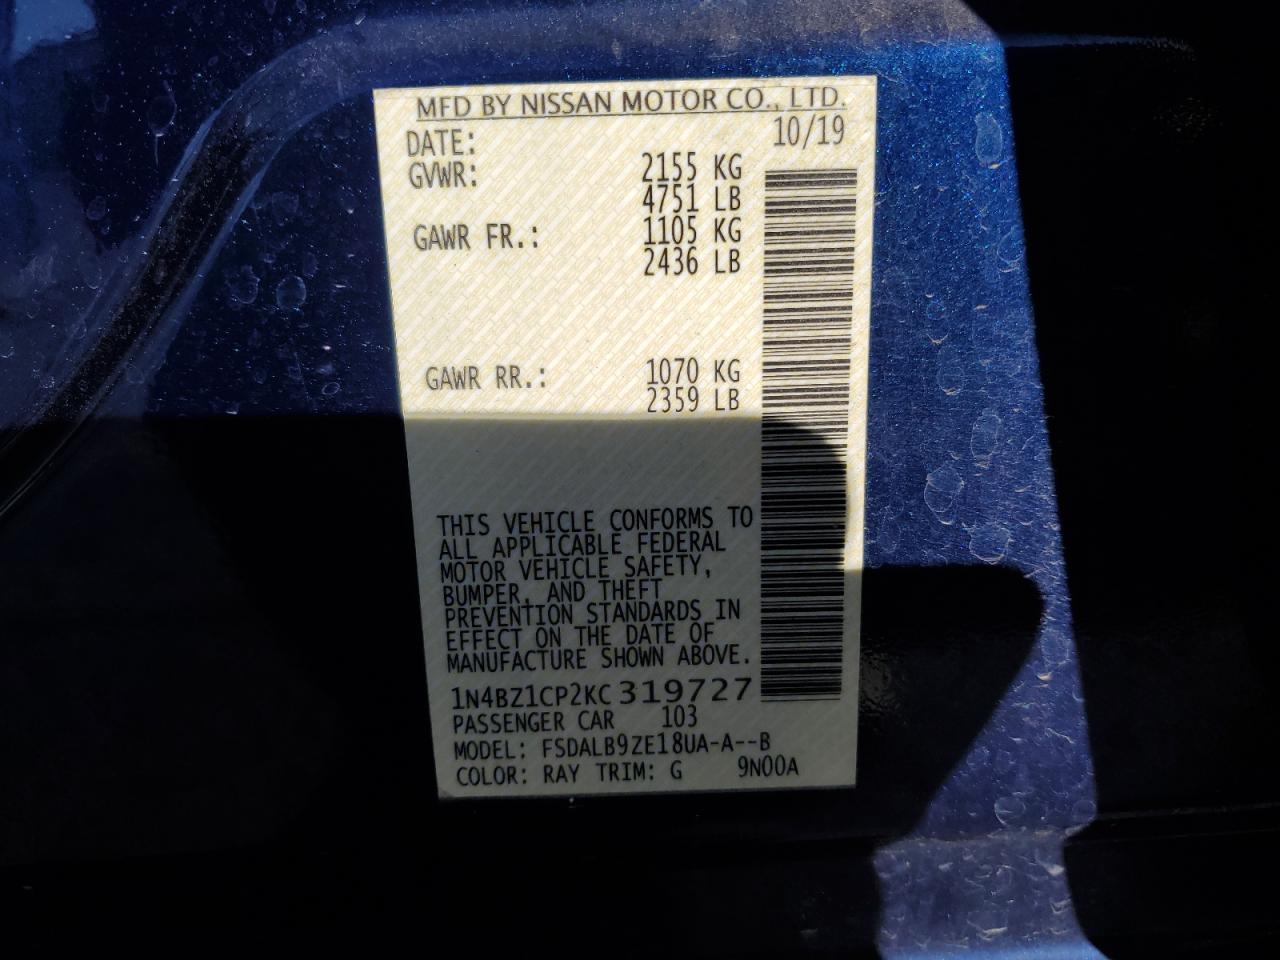 MFD BY NISSAN MOTOR CO., LTD.
DATE: 10/19
GVWR: 2155 KG
4751 LB
GAWR FR.: 1105 KG
2436 LB
GAWR RR.: 1070 KG
2359 LB
THIS VEHICLE CONFORMS TO
ALL APPLICABLE FEDERAL
MOTOR VEHICLE SAFETY,
BUMPER, AND THEFT
PREVENTION STANDARDS IN
EFFECT ON THE DATE OF
MANUFACTURE SHOWN ABOVE.
1N4BZ1CP2KC319727
PASSENGER CAR 103
MODEL: FSDALB9ZE18UA-A--B
COLOR: RAY TRIM: G 9N00A